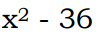 x² - 36